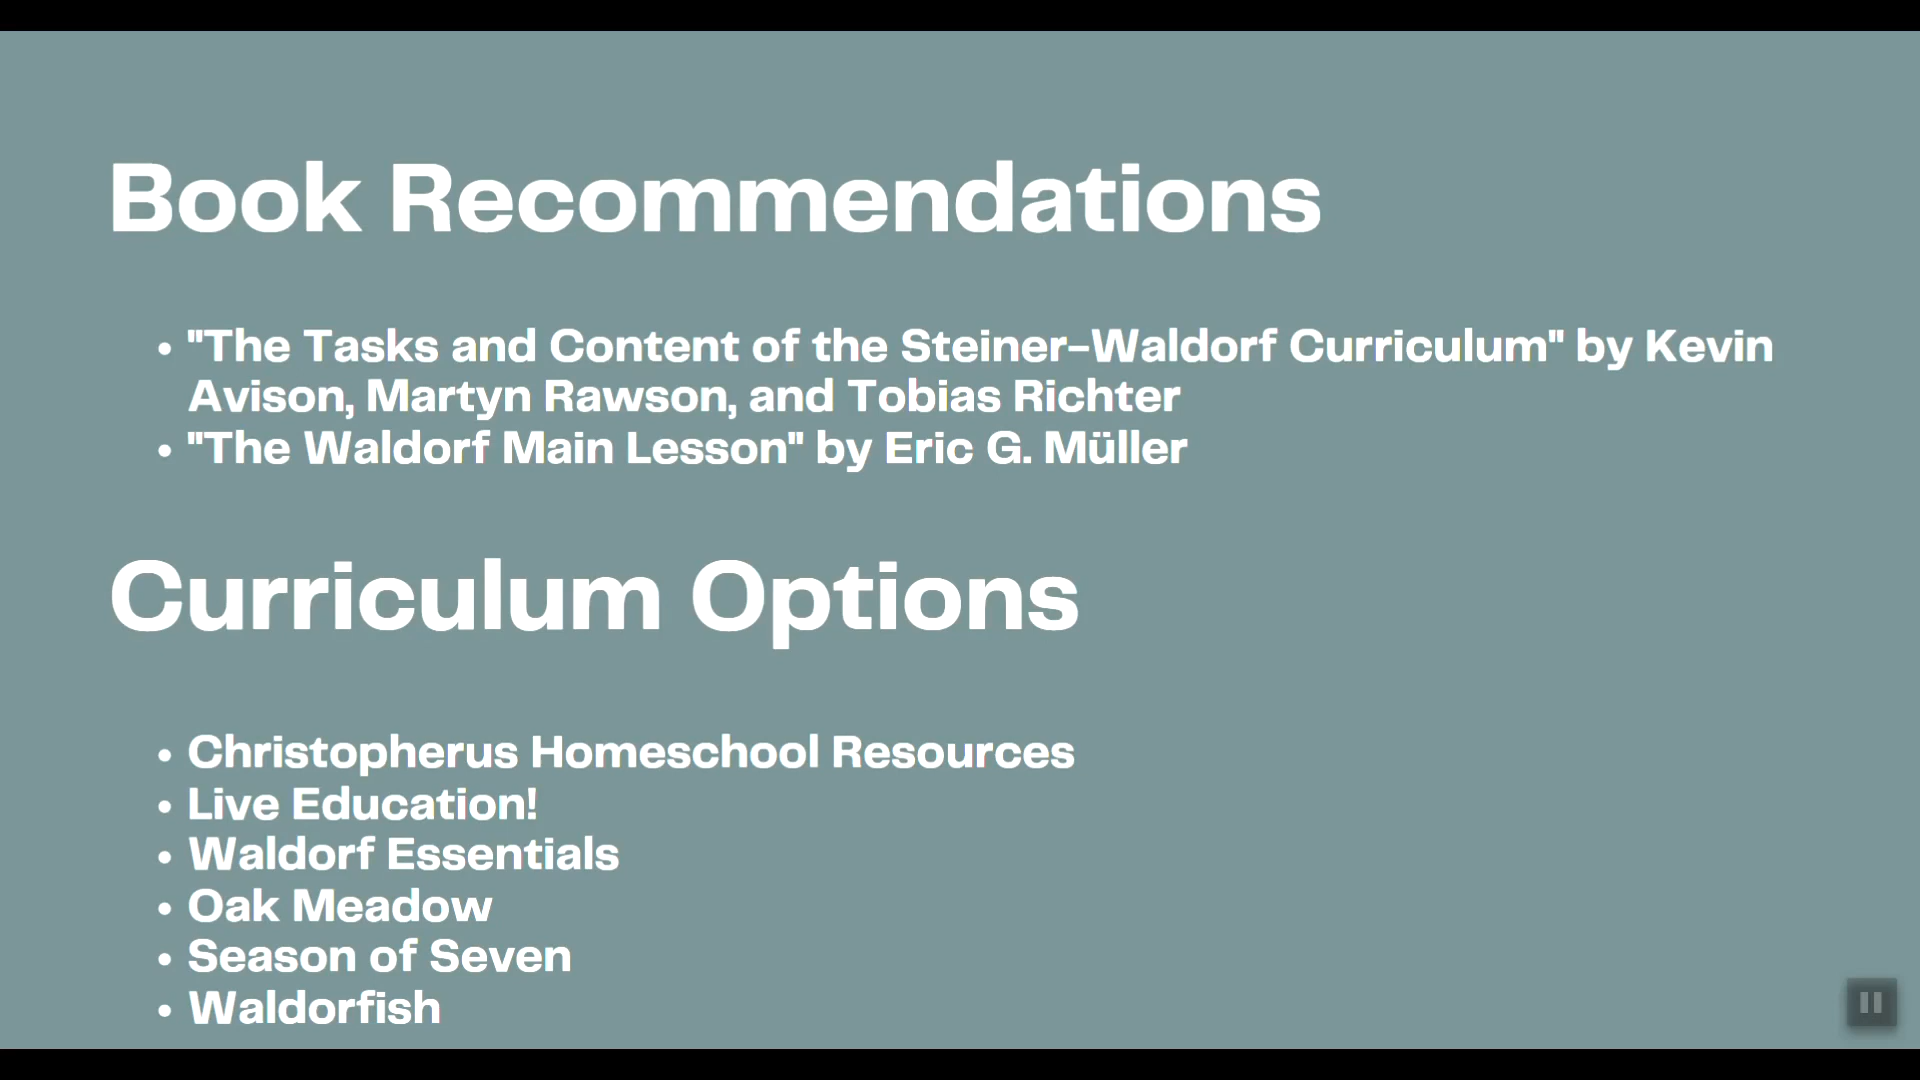 Book Recommendations
• "The Tasks and Content of the Steiner-Waldorf Curriculum" by Kevin
Avison, Martyn Rawson, and Tobias Richter
• "The Waldorf Main Lesson" by Eric G. Müller
Curriculum Options
• Christopherus Homeschool Resources
• Live Education!
• Waldorf Essentials
• Oak Meadow
• Season of Seven
• Waldorfish